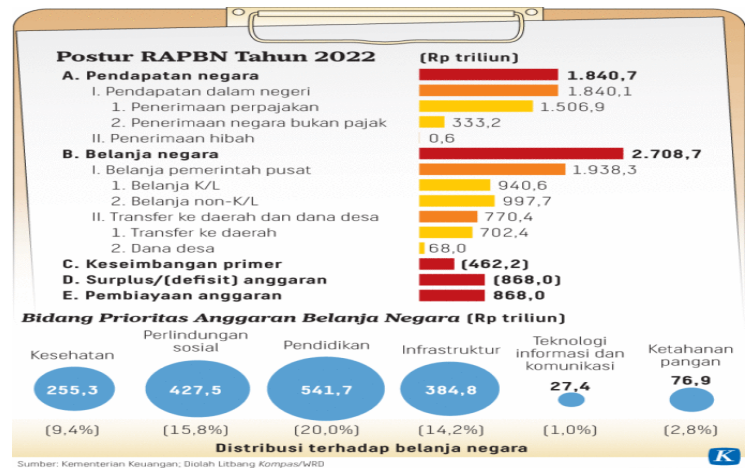 Postur RAPBN Tahun 2022 (Rp triliun)
A. Pendapatan negara 1.840,7
I. Pendapatan dalam negeri 1.840,1
1. Penerimaan perpajakan 1.506,9
2. Penerimaan negara bukan pajak 333,2
II. Penerimaan hibah 0,6
B. Belanja negara 2.708,7
I. Belanja pemerintah pusat 1.938,3
1. Belanja K/L 940,6
2. Belanja non-K/L 997,7
II. Transfer ke daerah dan dana desa 770,4
1. Transfer ke daerah 702,4
2. Dana desa 68,0
C. Keseimbangan primer (462,2)
D. Surplus/(defisit) anggaran (868,0)
E. Pembiayaan anggaran 868,0
Bidang Prioritas Anggaran Belanja Negara (Rp triliun)
Kesehatan
255,3
(9,4%)
Perlindungan
sosial
427,5
(15,8%)
Pendidikan
541,7
(20,0%)
Infrastruktur
384,8
(14,2%)
Teknologi
informasi dan
komunikasi
27,4
(1,0%)
Ketahanan
pangan
76,9
(2,8%)
Distribusi terhadap belanja negara
Sumber: Kementerian Keuangan; Diolah Litbang Kompas/WRD
K